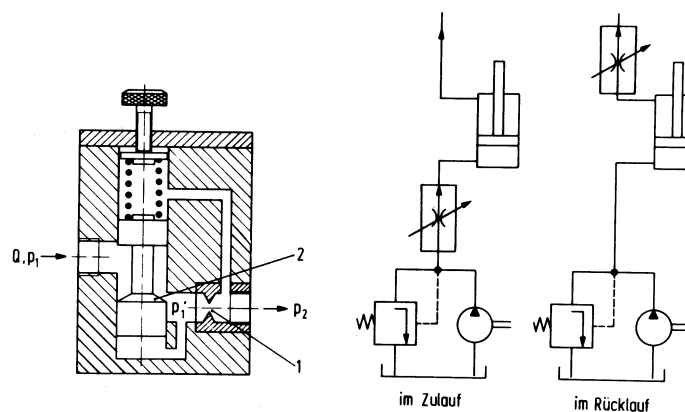 Q, p₁
2
p₁'
p₂
1
im Zulauf
im Rücklauf